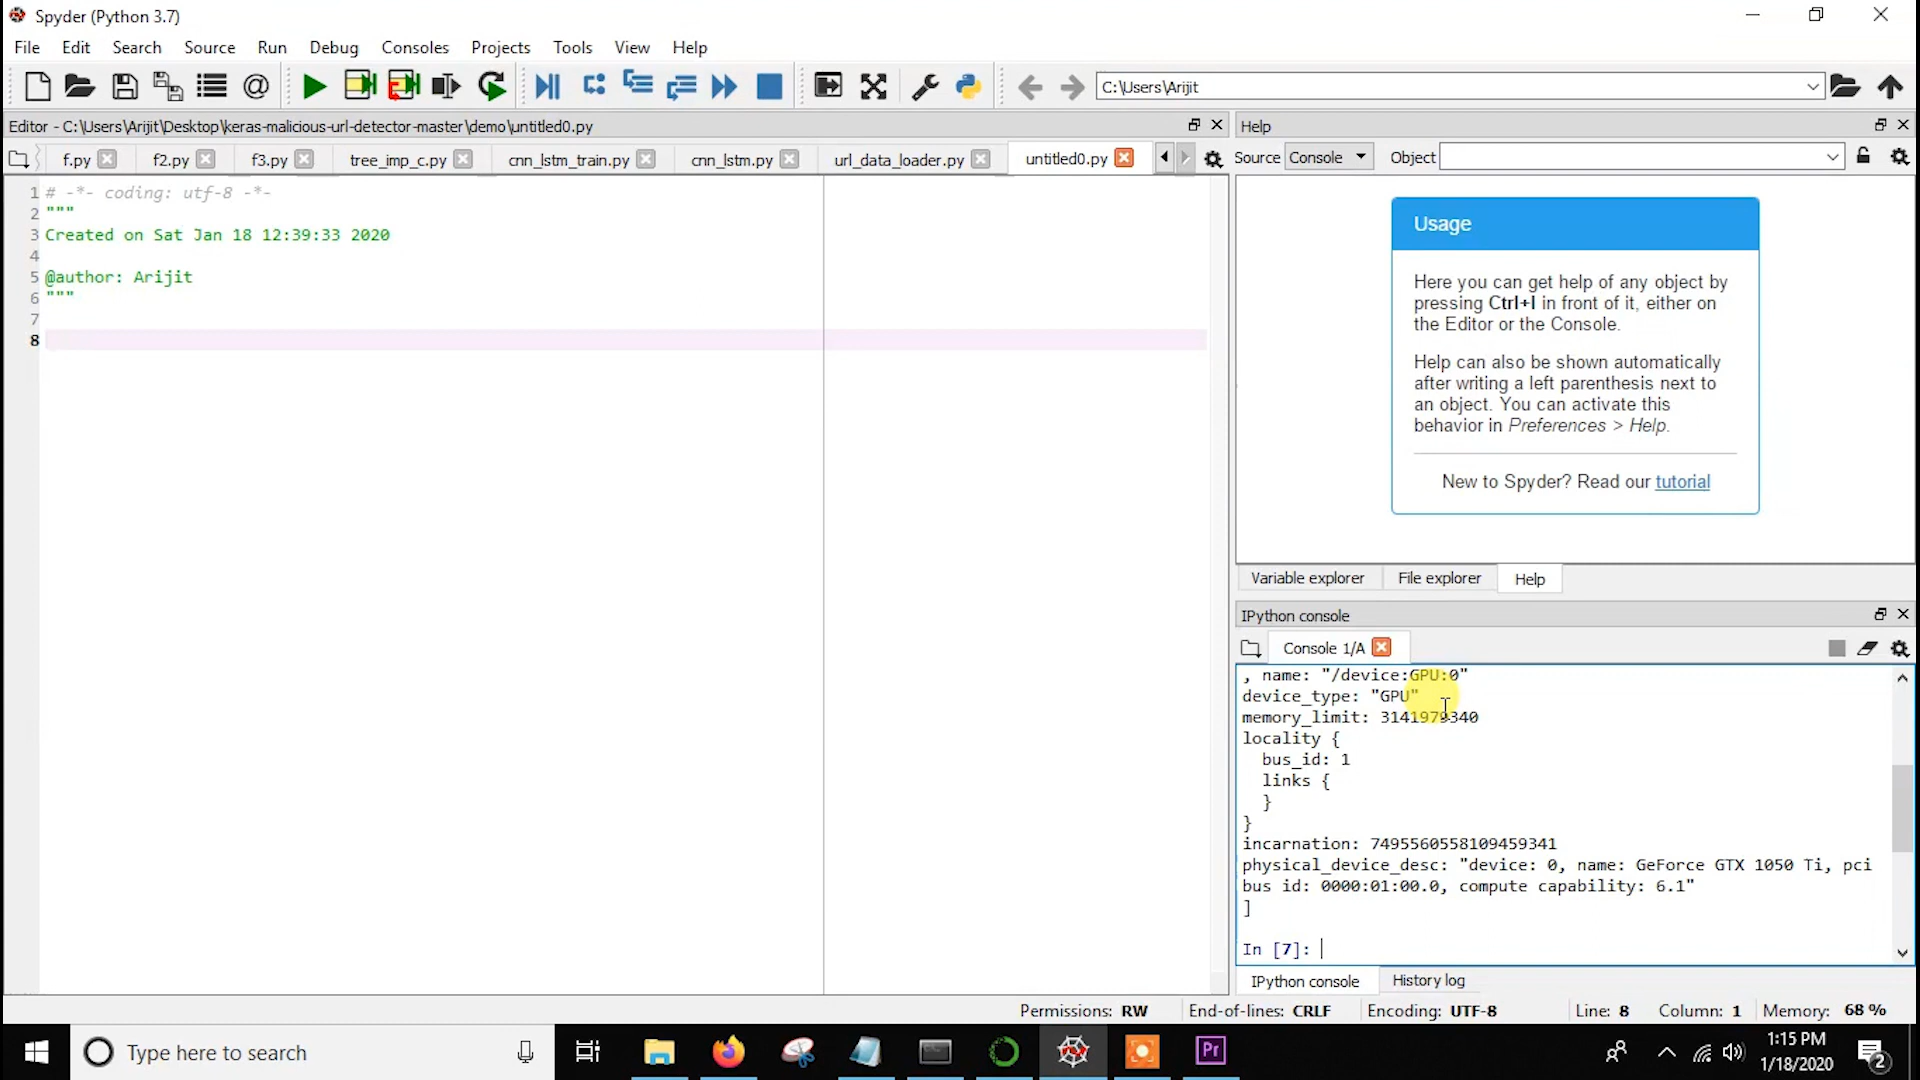 Spyder (Python 3.7)
File Edit Search Source Run Debug Consoles Projects Tools View Help
C:\Users\Arijit
Editor - C:\Users\Arijit\Desktop\keras-malicious-url-detector-master\demo\untitled0.py
Help
f.py f2.py f3.py tree_imp_c.py cnn_lstm_train.py cnn_lstm.py url_data_loader.py untitled0.py
Source Console Object
1 # -*- coding: utf-8 -*-
2 """
3 Created on Sat Jan 18 12:39:33 2020
4
5 @author: Arijit
6 """
7
8
Usage
Here you can get help of any object by
pressing Ctrl+I in front of it, either on
the Editor or the Console.
Help can also be shown automatically
after writing a left parenthesis next to
an object. You can activate this
behavior in Preferences > Help.
New to Spyder? Read our tutorial
Variable explorer File explorer Help
IPython console
Console 1/A
, name: "/device:GPU:0"
device_type: "GPU"
memory_limit: 3141979340
locality {
bus_id: 1
links {
}
}
incarnation: 7495560558109459341
physical_device_desc: "device: 0, name: GeForce GTX 1050 Ti, pci
bus id: 0000:01:00.0, compute capability: 6.1"
]
In [7]:
IPython console History log
Permissions: RW End-of-lines: CRLF Encoding: UTF-8 Line: 8 Column: 1 Memory: 68 %
Type here to search
Pr
1:15 PM
1/18/2020
2